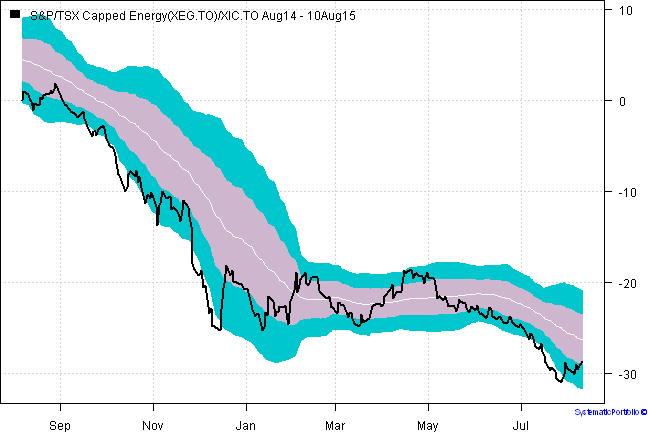 S&P/TSX Capped Energy(XEG.TO)/XIC.TO Aug14 - 10Aug15
10
0
-10
-20
-30
Sep Nov Jan Mar May Jul
SystematicPortfolio ©